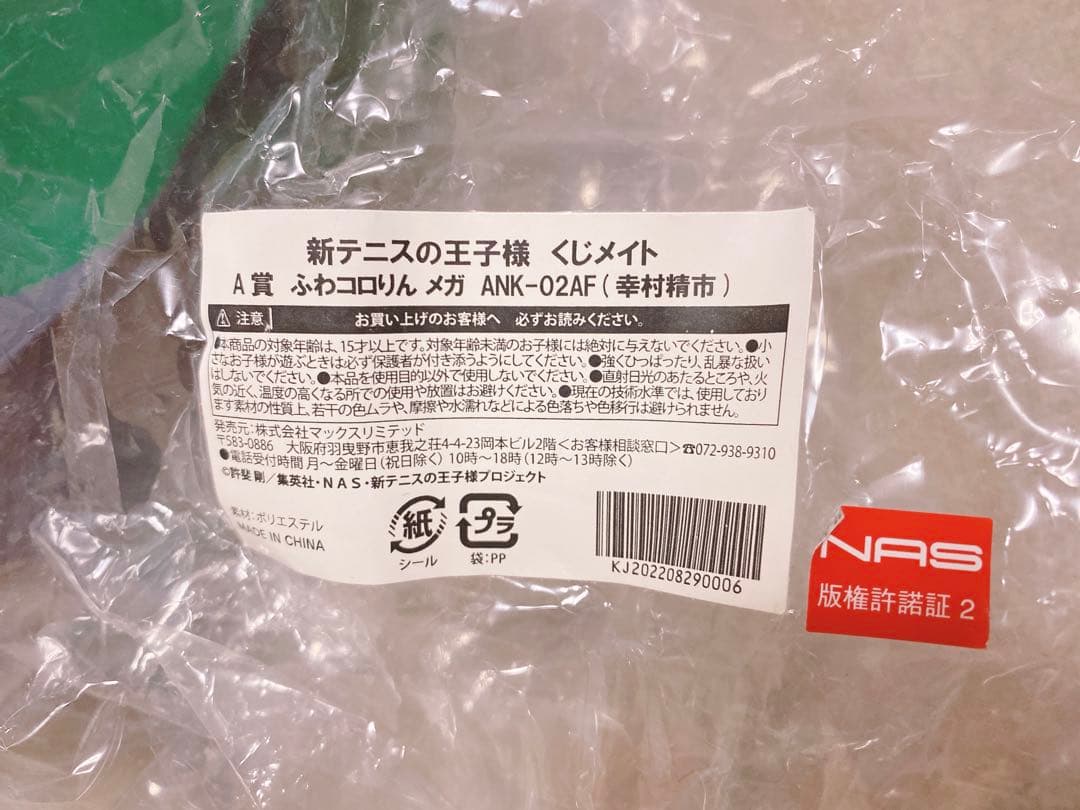 新テニスの王子様 くじメイト
A賞 ふわコロりん メガ ANK-02AF(幸村精市)
注意 お買い上げのお客様へ 必ずお読みください。
●本商品の対象年齢は、15才以上です。対象年齢未満のお子様には絶対に与えないでください。●小
さなお子様が遊ぶときは必ず保護者が付き添うようにしてください。●強くひっぱったり、乱暴な扱い
はしないでください。●本品を使用目的以外で使用しないでください。●直射日光のあたるところや、火
気の近く、温度の高くなる所での使用や放置はお避けください。●現在の技術水準では、使用しており
ます素材の性質上、若干の色ムラや、摩擦や水濡れなどによる色落ちや色移行は避けられません。
発売元:株式会社マックスリミテッド
〒583-0886 大阪府羽曳野市恵我之荘4-4-23岡本ビル2階<お客様相談窓口>☎072-938-9310
●電話受付時間 月~金曜日(祝日除く)10時~18時(12時~13時除く)
©許斐 剛/集英社・NAS・新テニスの王子様プロジェクト
素材:ポリエステル
MADE IN CHINA
紙
シール
プラ
袋:PP
KJ202208290006
NAS
版権許諾証 2